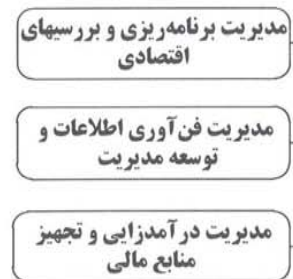 مدیریت برنامه‌ریزی و بررسیهای
اقتصادی
مدیریت فن‌آوری اطلاعات و
توسعه مدیریت
مدیریت درآمدزایی و تجهیز
منابع مالی